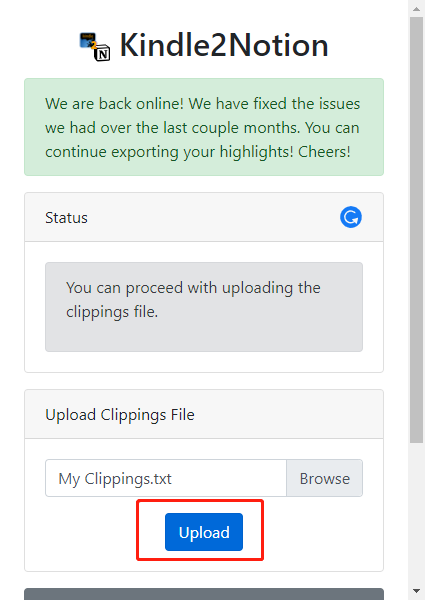 Kindle2Notion
We are back online! We have fixed the issues
we had over the last couple months. You can
continue exporting your highlights! Cheers!
Status
You can proceed with uploading the
clippings file.
Upload Clippings File
My Clippings.txt
Browse
Upload